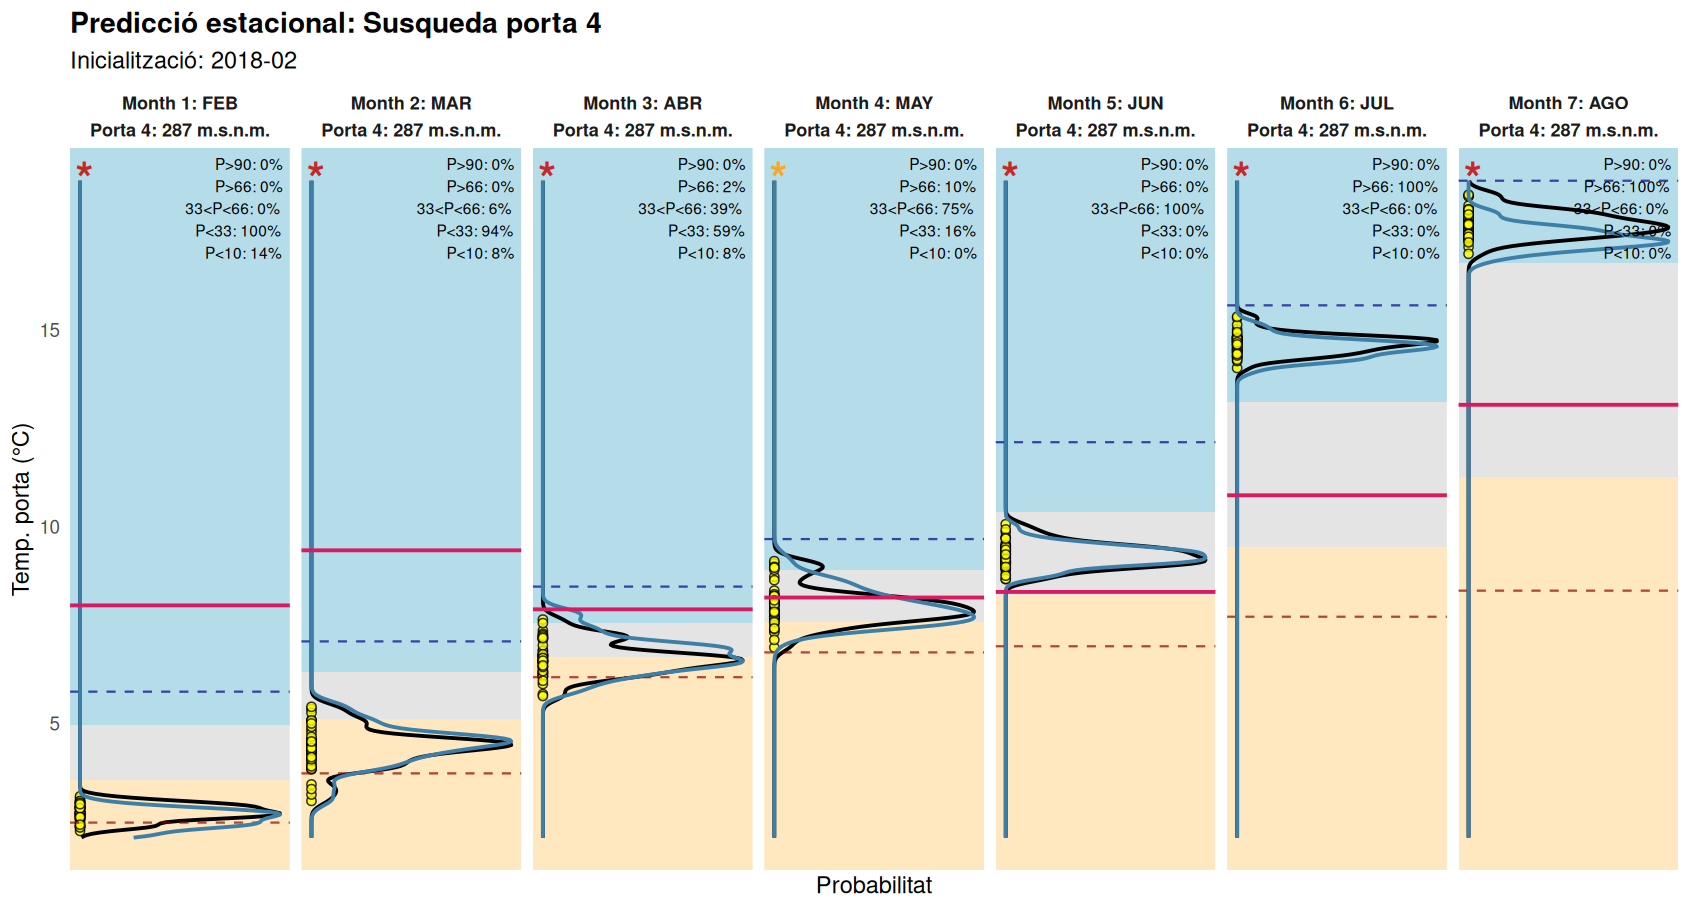 Predicció estacional: Susqueda porta 4
Inicialització: 2018-02
Month 1: FEB
Porta 4: 287 m.s.n.m.
Month 2: MAR
Porta 4: 287 m.s.n.m.
Month 3: ABR
Porta 4: 287 m.s.n.m.
Month 4: MAY
Porta 4: 287 m.s.n.m.
Month 5: JUN
Porta 4: 287 m.s.n.m.
Month 6: JUL
Porta 4: 287 m.s.n.m.
Month 7: AGO
Porta 4: 287 m.s.n.m.
*
P>90: 0%
P>66: 0%
33<P<66: 0%
P<33: 100%
P<10: 14%
*
P>90: 0%
P>66: 0%
33<P<66: 6%
P<33: 94%
P<10: 8%
*
P>90: 0%
P>66: 2%
33<P<66: 39%
P<33: 59%
P<10: 8%
*
P>90: 0%
P>66: 10%
33<P<66: 75%
P<33: 16%
P<10: 0%
*
P>90: 0%
P>66: 0%
33<P<66: 100%
P<33: 0%
P<10: 0%
*
P>90: 0%
P>66: 100%
33<P<66: 0%
P<33: 0%
P<10: 0%
*
P>90: 0%
P>66: 100%
33<P<66: 0%
P<33: 0%
P<10: 0%
15
10
5
Temp. porta (°C)
Probabilitat